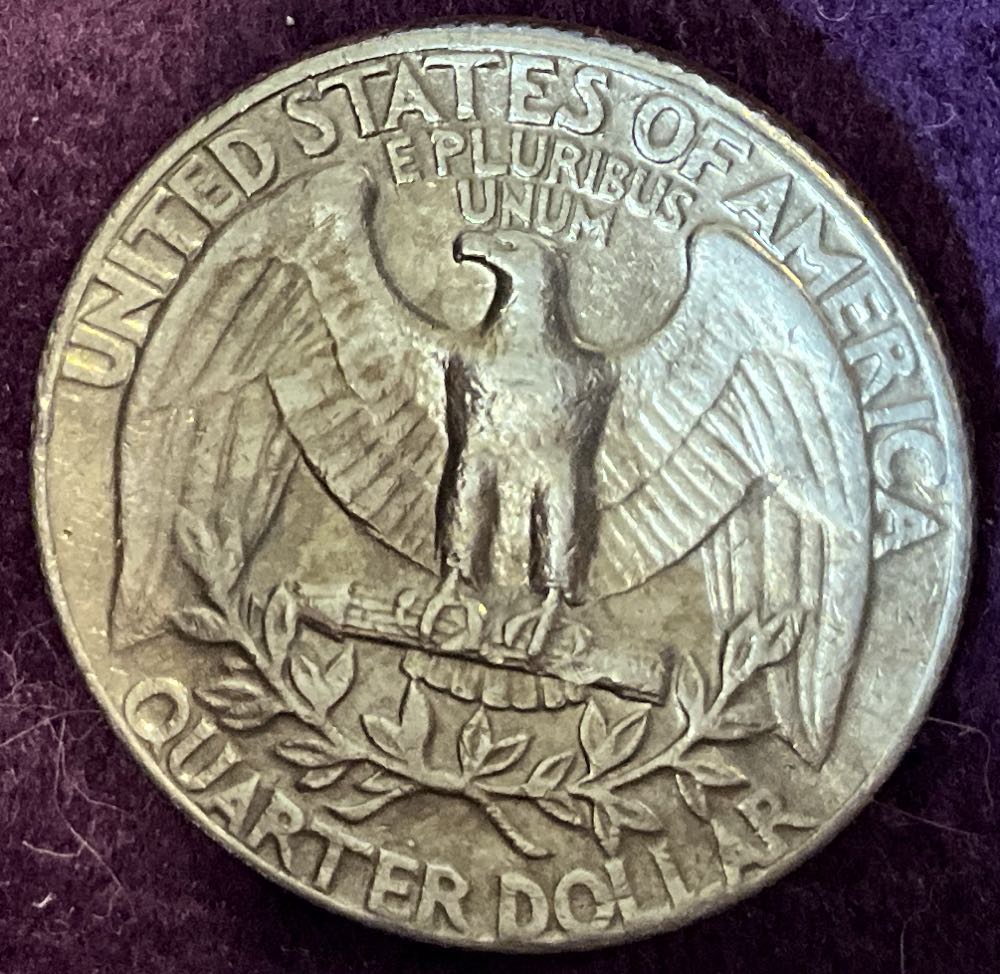 UNITED STATES OF AMERICA
E PLURIBUS
UNUM
QUARTER DOLLAR